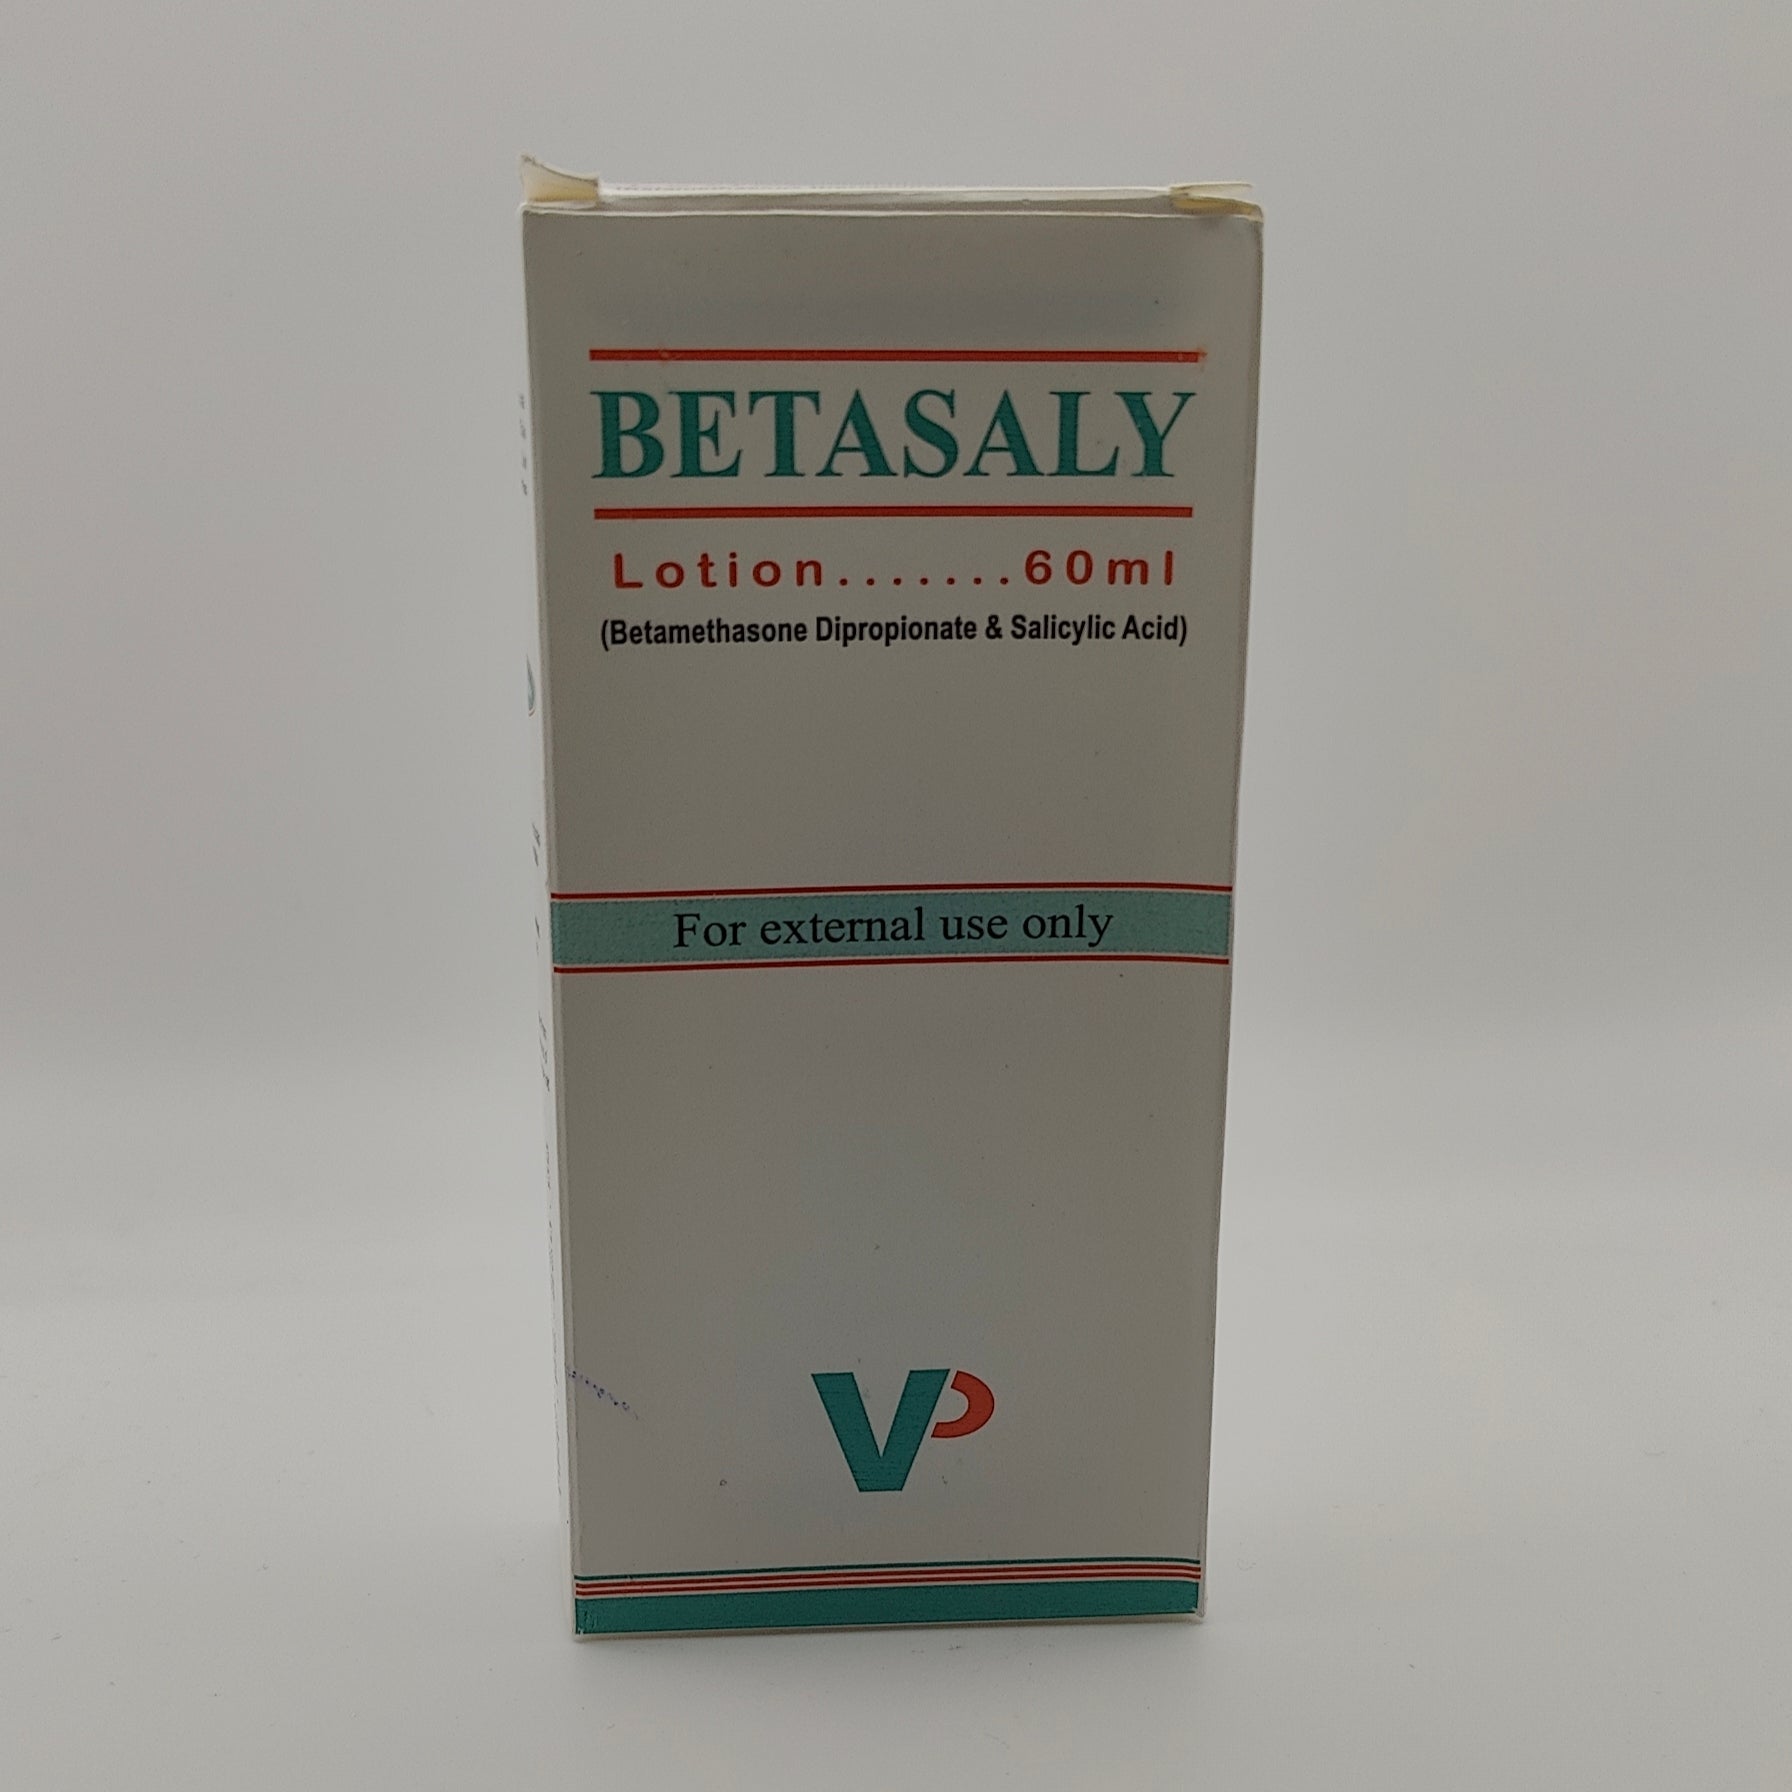 BETASALY
Lotion.......60ml
(Betamethasone Dipropionate & Salicylic Acid)
For external use only
VP